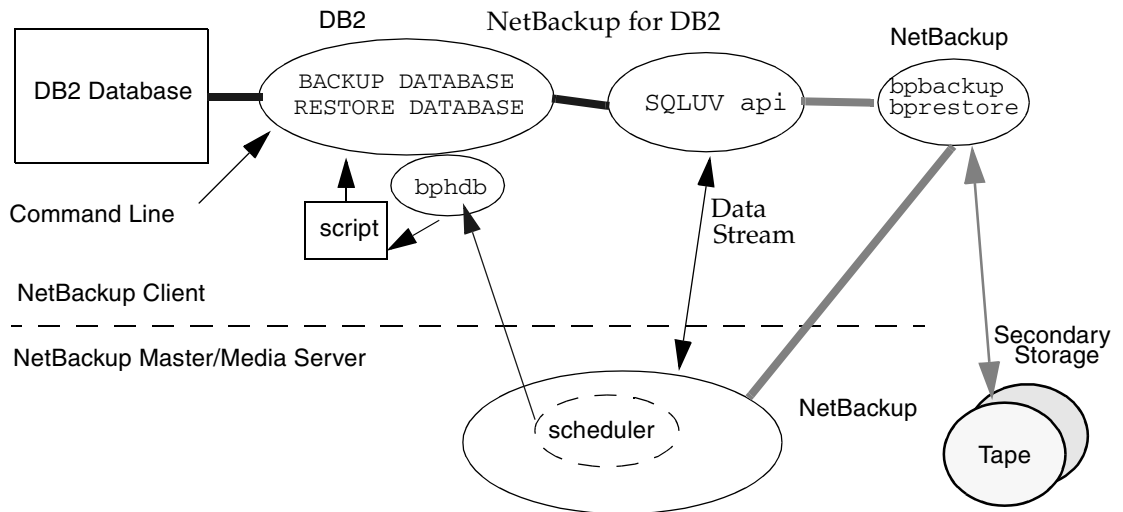 DB2
NetBackup for DB2
NetBackup
DB2 Database
BACKUP DATABASE
RESTORE DATABASE
SQLUV api
bpbackup
bprestore
bphdb
Command Line
script
Data
Stream
NetBackup Client
NetBackup Master/Media Server
Secondary
Storage
NetBackup
scheduler
Tape